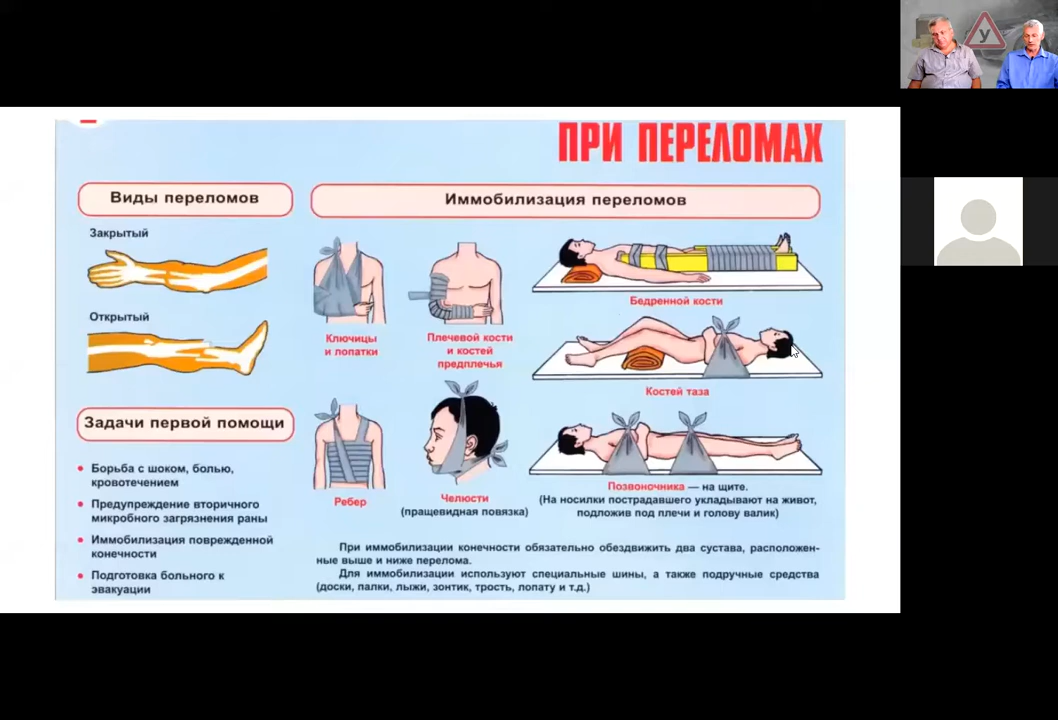 У
ПРИ ПЕРЕЛОМАХ
Виды переломов
Закрытый
Открытый
Задачи первой помощи
Борьба с шоком, болью,
кровотечением
Предупреждение вторичного
микробного загрязнения раны
Иммобилизация поврежденной
конечности
Подготовка больного к
эвакуации
Иммобилизация переломов
Ключицы
и лопатки
Плечевой кости
и костей
предплечья
Бедренной кости
Костей таза
Ребер
Челюсти
(пращевидная повязка)
Позвоночника — на щите.
(На носилки пострадавшего укладывают на живот,
подложив под плечи и голову валик)
При иммобилизации конечности обязательно обездвижить два сустава, расположен-
ные выше и ниже перелома.
Для иммобилизации используют специальные шины, а также подручные средства
(доски, палки, лыжи, зонтик, трость, лопату и т.д.)